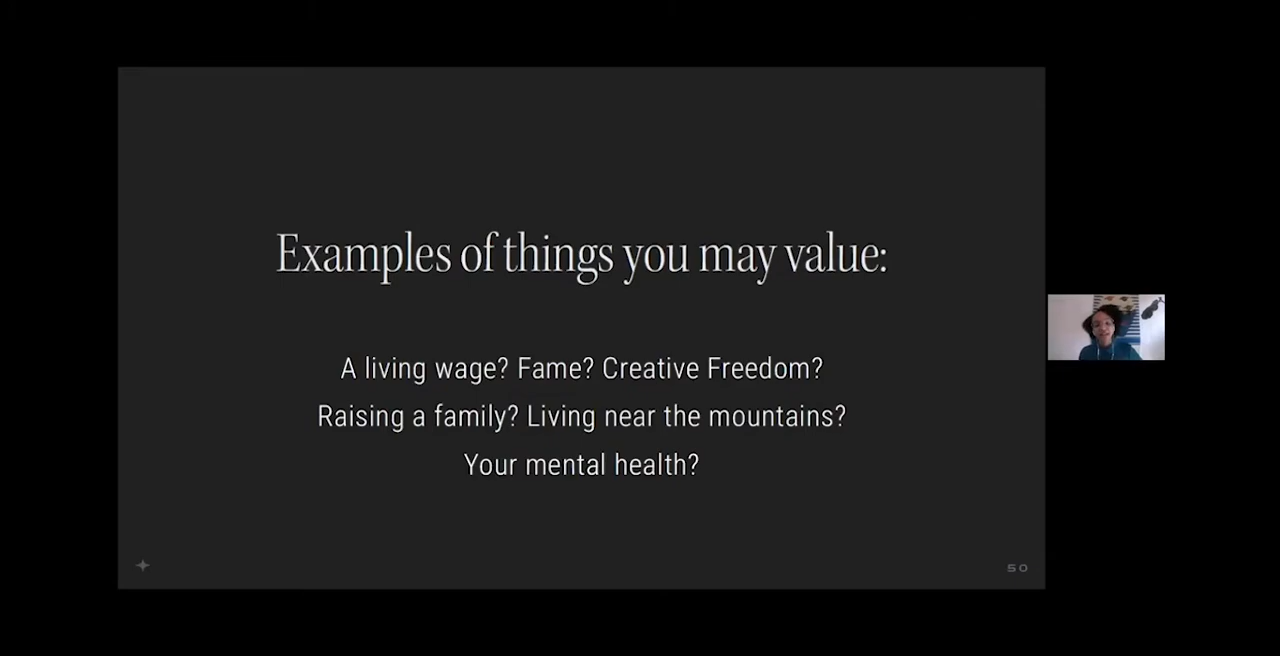 Examples of things you may value:
A living wage? Fame? Creative Freedom?
Raising a family? Living near the mountains?
Your mental health?
50